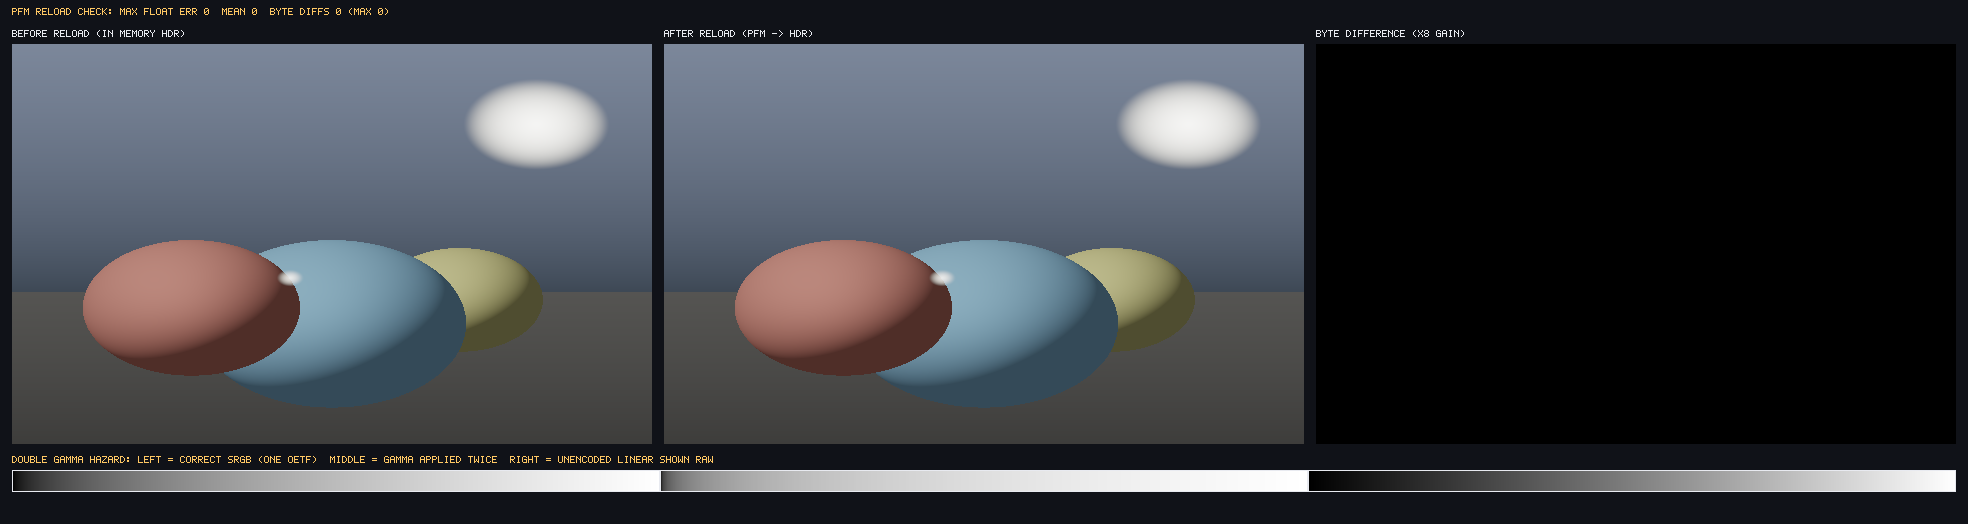 PFM RELOAD CHECK: MAX FLOAT ERR 0  MEAN 0  BYTE DIFFS 0 (MAX 0)
BEFORE RELOAD (IN MEMORY HDR)
AFTER RELOAD (PFM -> HDR)
BYTE DIFFERENCE (X8 GAIN)
DOUBLE GAMMA HAZARD: LEFT = CORRECT SRGB (ONE OETF)  MIDDLE = GAMMA APPLIED TWICE  RIGHT = UNENCODED LINEAR SHOWN RAW